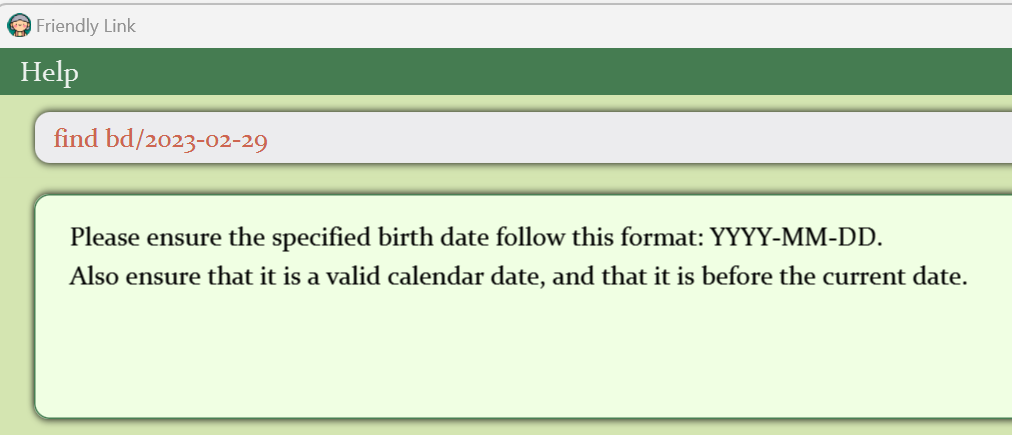 Friendly Link
Help
find bd/2023-02-29
Please ensure the specified birth date follow this format: YYYY-MM-DD.
Also ensure that it is a valid calendar date, and that it is before the current date.